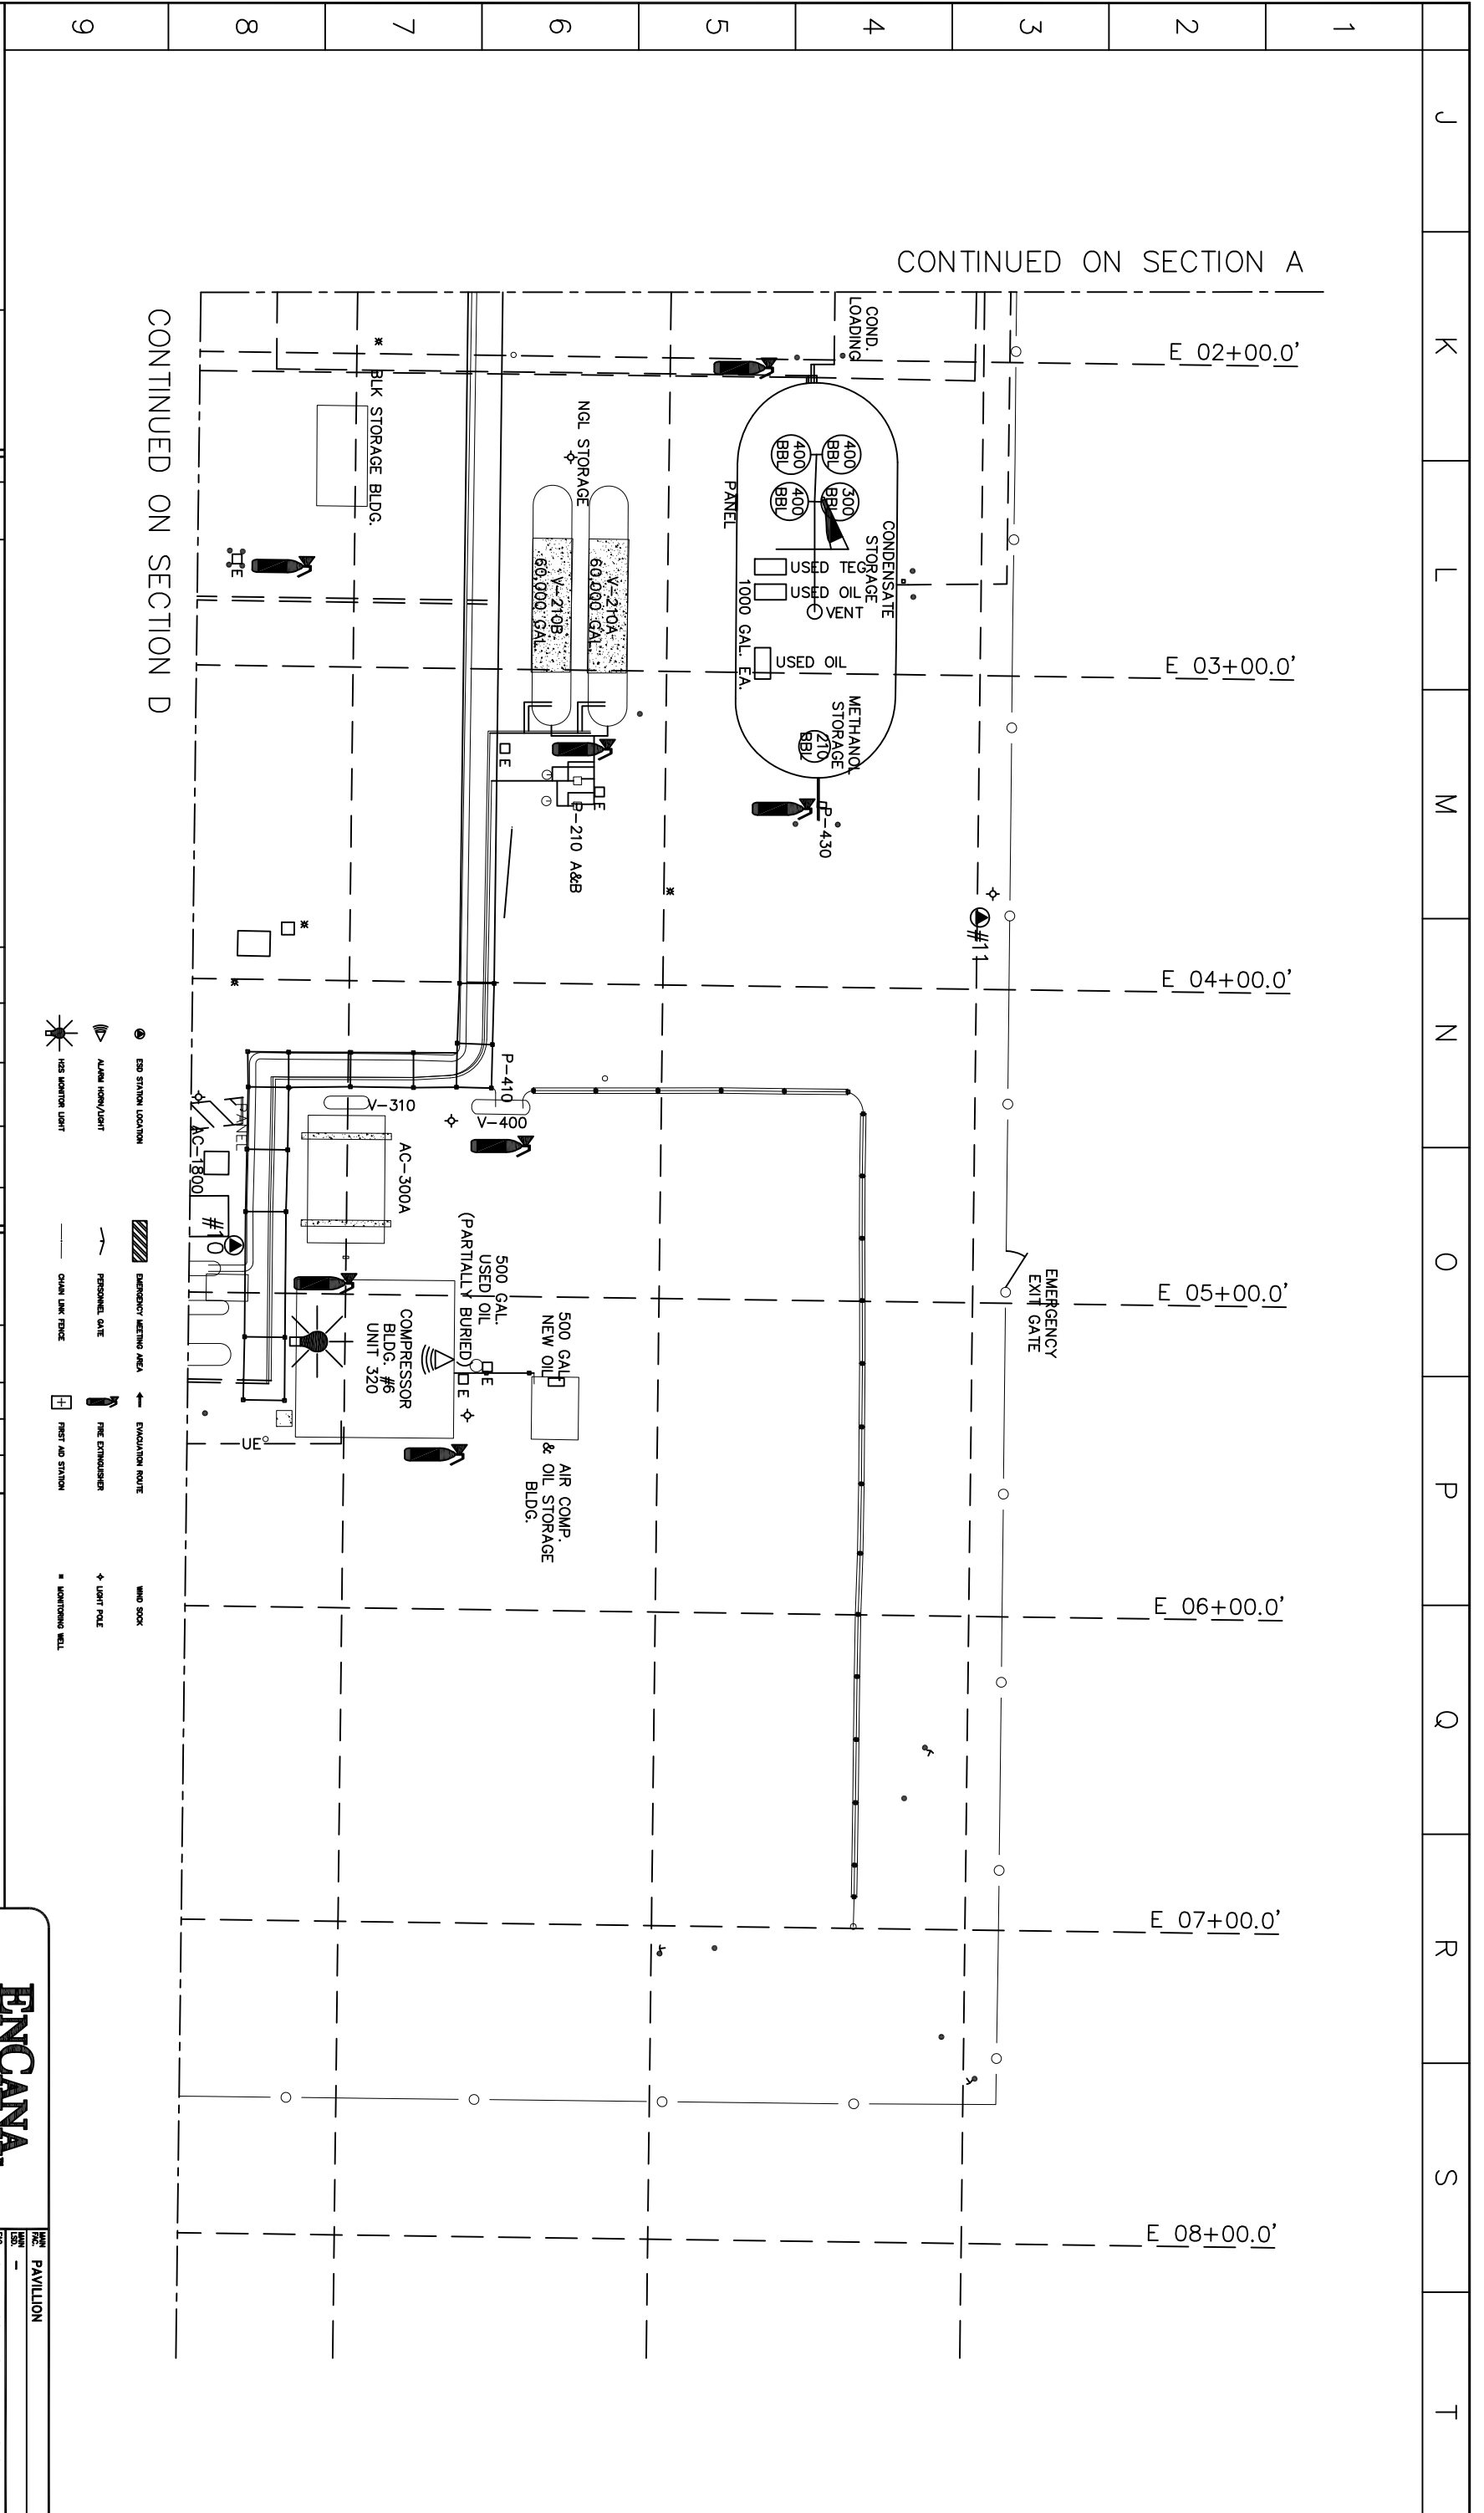 J
K
L
M
N
O
P
Q
R
S
T
1
2
3
4
5
6
7
8
9
CONTINUED ON SECTION A
CONTINUED ON SECTION D
E 02+00.0'
E 03+00.0'
E 04+00.0'
E 05+00.0'
E 06+00.0'
E 07+00.0'
E 08+00.0'
COND.
LOADING
400
BBL
300
BBL
400
BBL
400
BBL
CONDENSATE
STORAGE
USED TEG
USED OIL
VENT
PANEL
1000 GAL. EA.
USED OIL
METHANOL
STORAGE
210
BBL
P-430
#11
NGL STORAGE
V-210A
60,000 GAL.
V-210B
60,000 GAL.
E
E
P-210 A&B
BLK STORAGE BLDG.
E
EMERGENCY
EXIT GATE
P-410
V-400
V-310
AC-300A
PANEL
AC-1800
#10
500 GAL.
USED OIL
(PARTIALLY BURIED)
500 GAL.
NEW OIL
E
E
COMPRESSOR
BLDG. #6
UNIT 320
AIR COMP.
& OIL STORAGE
BLDG.
UE
ESD STATION LOCATION
EMERGENCY MEETING AREA
EVACUATION ROUTE
WIND SOCK
ALARM HORN/LIGHT
PERSONNEL GATE
FIRE EXTINGUISHER
LIGHT POLE
H2S MONITOR LIGHT
CHAIN LINK FENCE
FIRST AID STATION
MONITORING WELL
ENCANA
MAIN
FAC.
PAVILLION
MAIN
LSD.
-